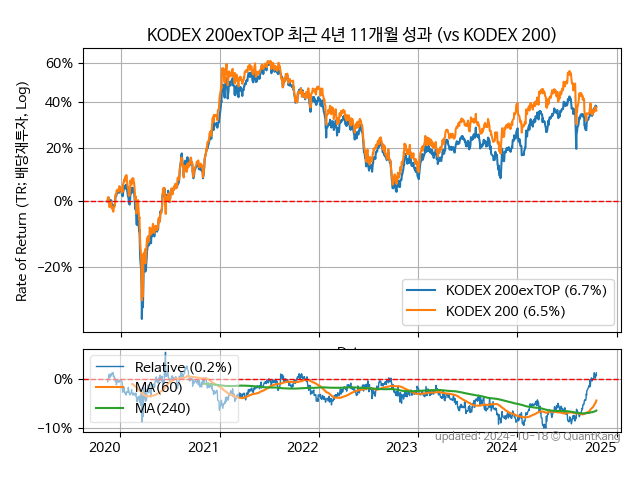 KODEX 200exTOP 최근 4년 11개월 성과 (vs KODEX 200)
Rate of Return (TR: 배당재투자, Log)
60%
40%
20%
0%
−20%
KODEX 200exTOP (6.7%)
KODEX 200 (6.5%)
0%
−10%
Relative (0.2%)
MA(60)
MA(240)
updated: 2024-10-18 © QuantKang
2020
2021
2022
2023
2024
2025